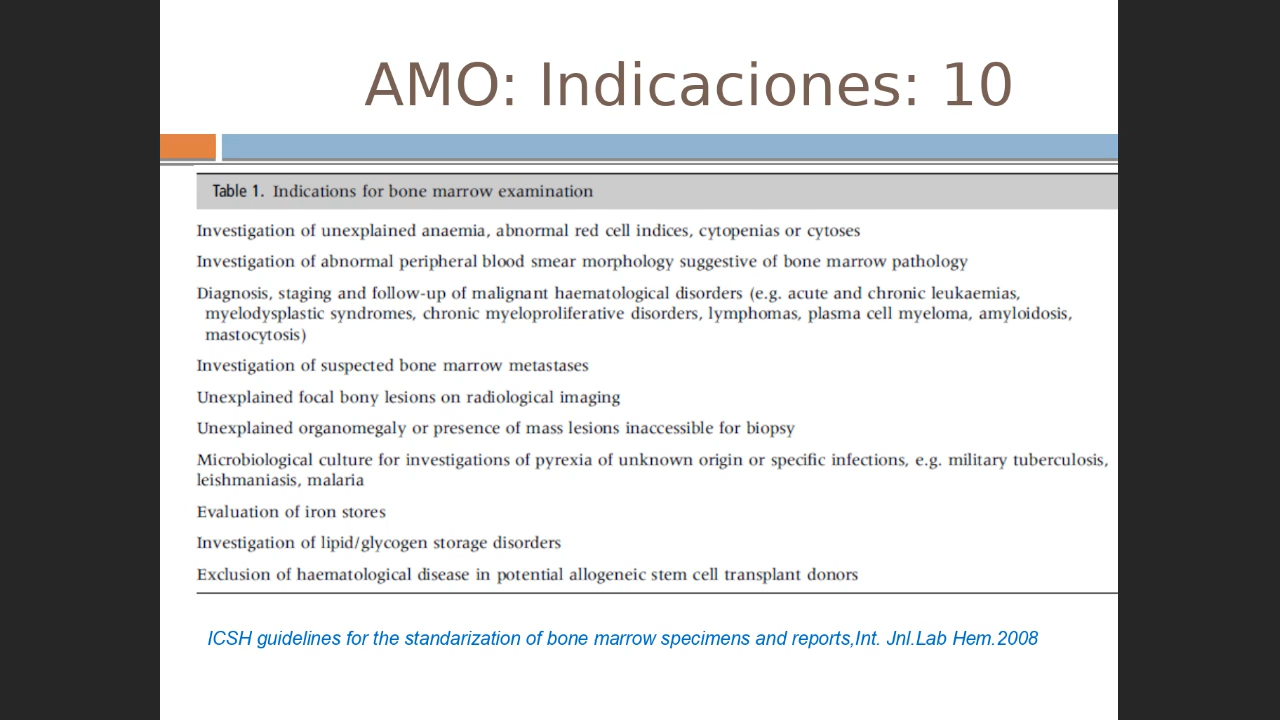 AMO: Indicaciones: 10
Table 1. Indications for bone marrow examination
Investigation of unexplained anaemia, abnormal red cell indices, cytopenias or cytoses
Investigation of abnormal peripheral blood smear morphology suggestive of bone marrow pathology
Diagnosis, staging and follow-up of malignant haematological disorders (e.g. acute and chronic leukaemias,
myelodysplastic syndromes, chronic myeloproliferative disorders, lymphomas, plasma cell myeloma, amyloidosis,
mastocytosis)
Investigation of suspected bone marrow metastases
Unexplained focal bony lesions on radiological imaging
Unexplained organomegaly or presence of mass lesions inaccessible for biopsy
Microbiological culture for investigations of pyrexia of unknown origin or specific infections, e.g. military tuberculosis,
leishmaniasis, malaria
Evaluation of iron stores
Investigation of lipid/glycogen storage disorders
Exclusion of haematological disease in potential allogeneic stem cell transplant donors
ICSH guidelines for the standarization of bone marrow specimens and reports,Int. Jnl.Lab Hem.2008